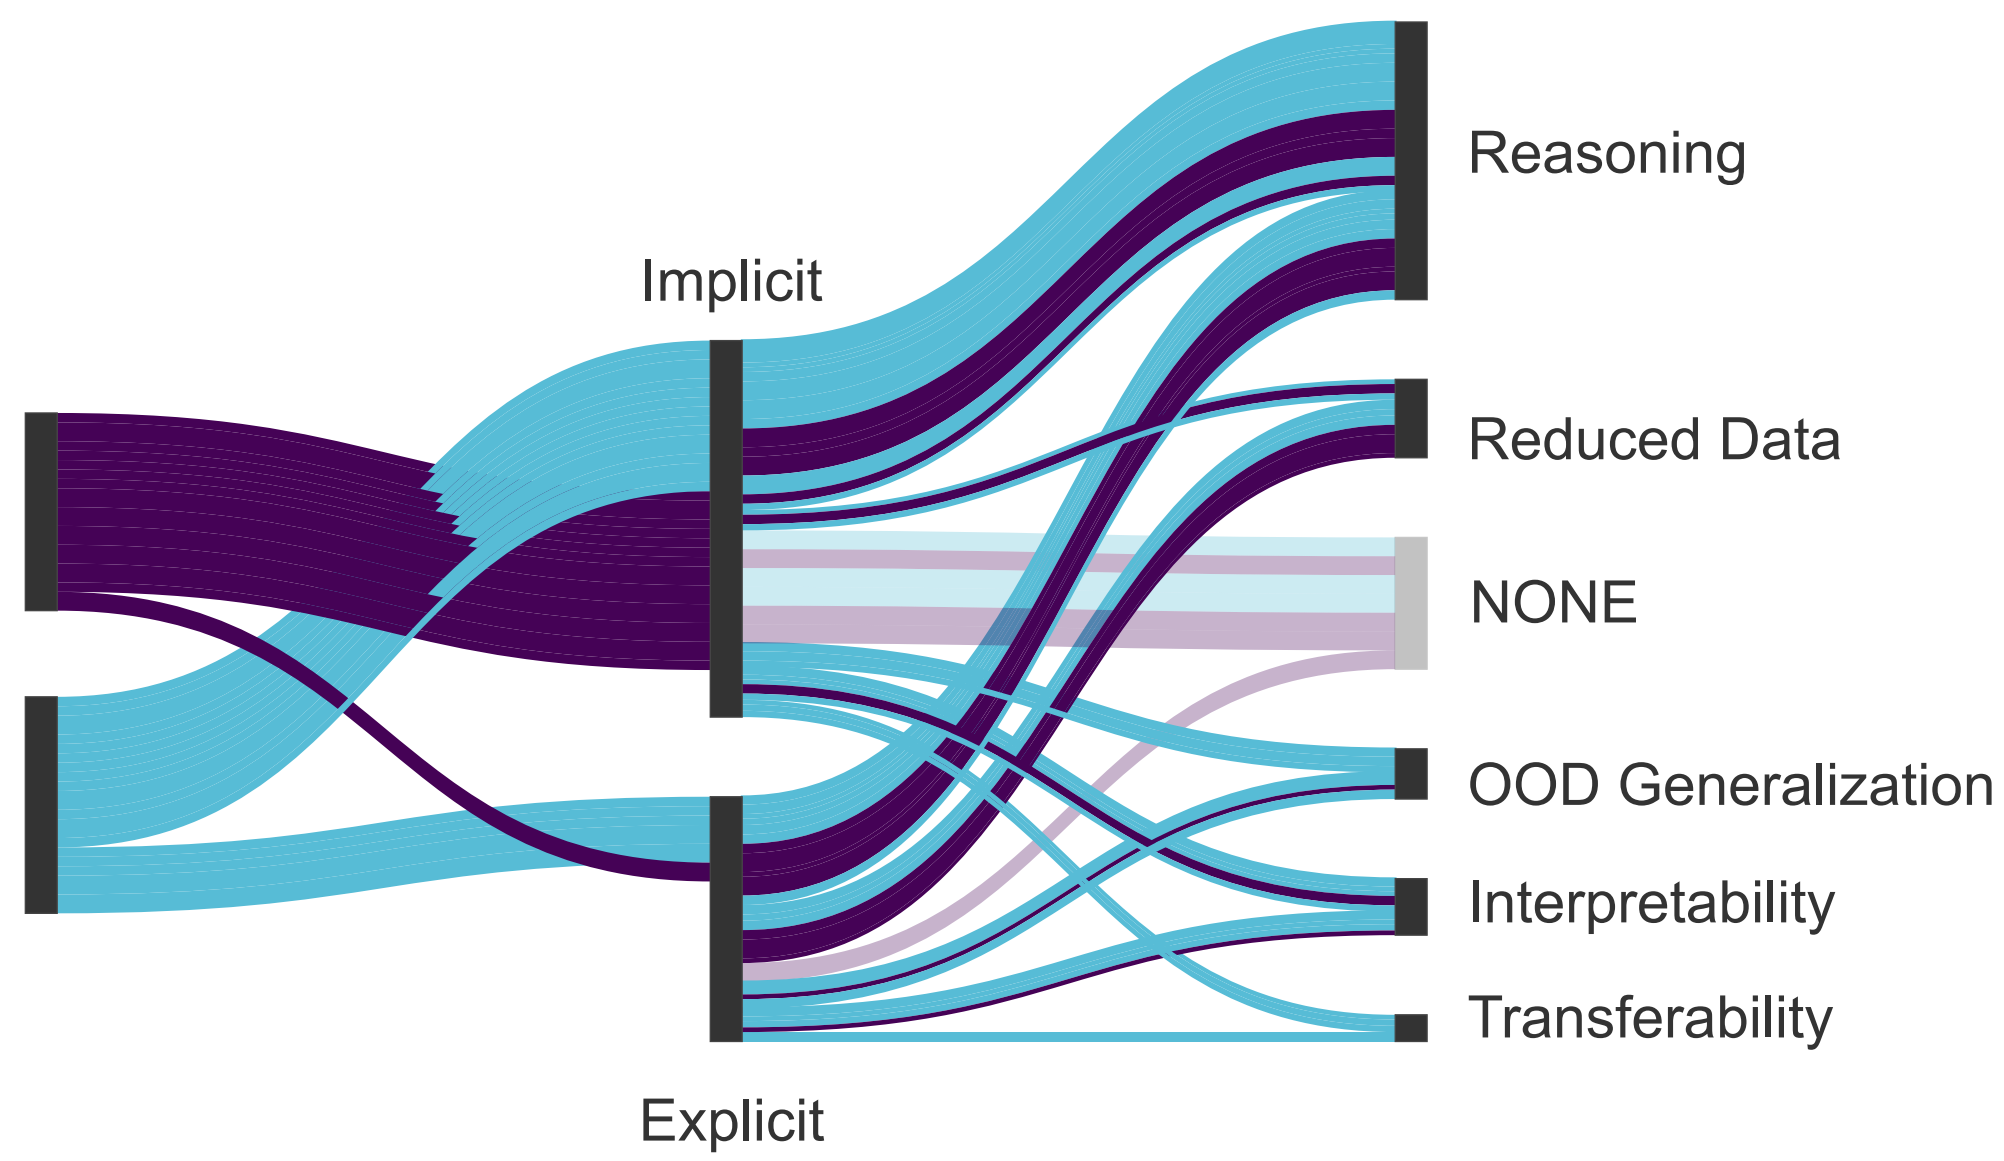 Reasoning
Implicit
Reduced Data
NONE
OOD Generalization
Interpretability
Transferability
Explicit